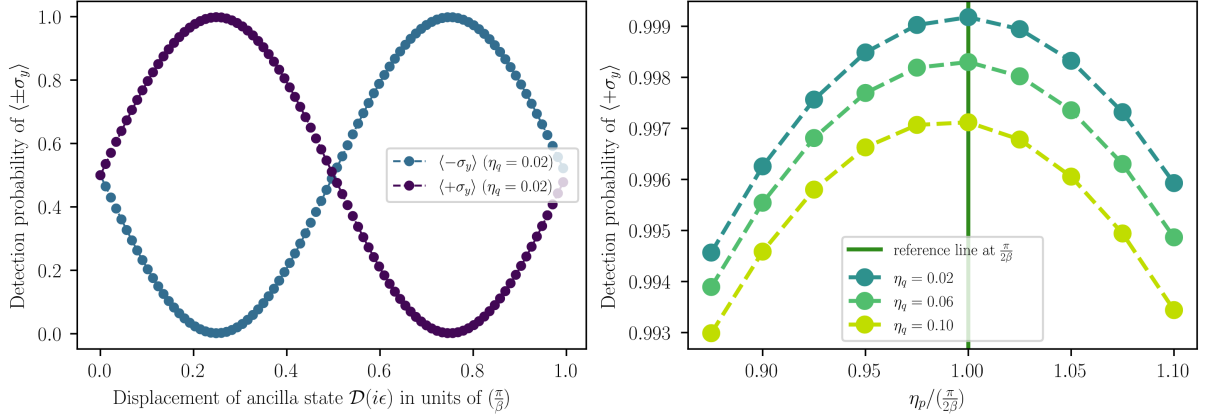 Detection probability of ⟨±σ_y⟩
1.0
0.8
0.6
0.4
0.2
0.0
⟨−σ_y⟩ (η_q = 0.02)
⟨+σ_y⟩ (η_q = 0.02)
0.0 0.2 0.4 0.6 0.8 1.0
Displacement of ancilla state 𝒟(iϵ) in units of (π/β)
Detection probability of ⟨+σ_y⟩
0.999
0.998
0.997
0.996
0.995
0.994
0.993
reference line at π/2β
η_q = 0.02
η_q = 0.06
η_q = 0.10
0.90 0.95 1.00 1.05 1.10
η_p/(π/2β)